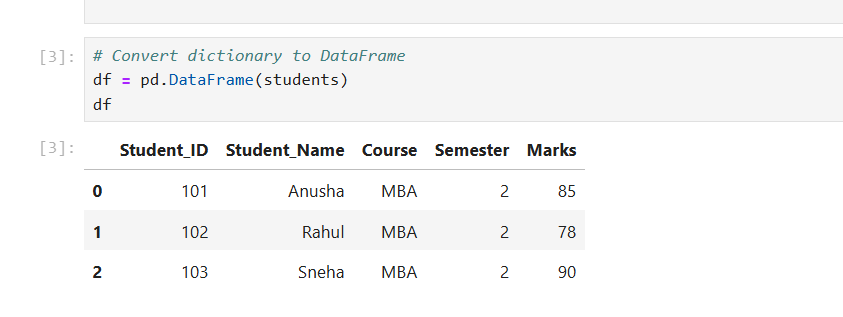 [3]: # Convert dictionary to DataFrame
df = pd.DataFrame(students)
df
[3]: Student_ID Student_Name Course Semester Marks
0 101 Anusha MBA 2 85
1 102 Rahul MBA 2 78
2 103 Sneha MBA 2 90